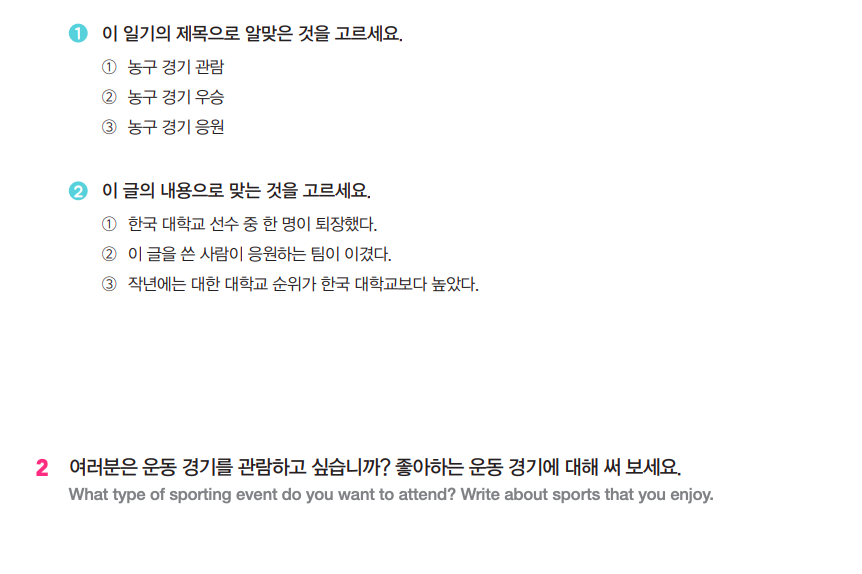 1 이 일기의 제목으로 알맞은 것을 고르세요.
① 농구 경기 관람
② 농구 경기 우승
③ 농구 경기 응원
2 이 글의 내용으로 맞는 것을 고르세요.
① 한국 대학교 선수 중 한 명이 퇴장했다.
② 이 글을 쓴 사람이 응원하는 팀이 이겼다.
③ 작년에는 대한 대학교 순위가 한국 대학교보다 높았다.
2 여러분은 운동 경기를 관람하고 싶습니까? 좋아하는 운동 경기에 대해 써 보세요.
What type of sporting event do you want to attend? Write about sports that you enjoy.